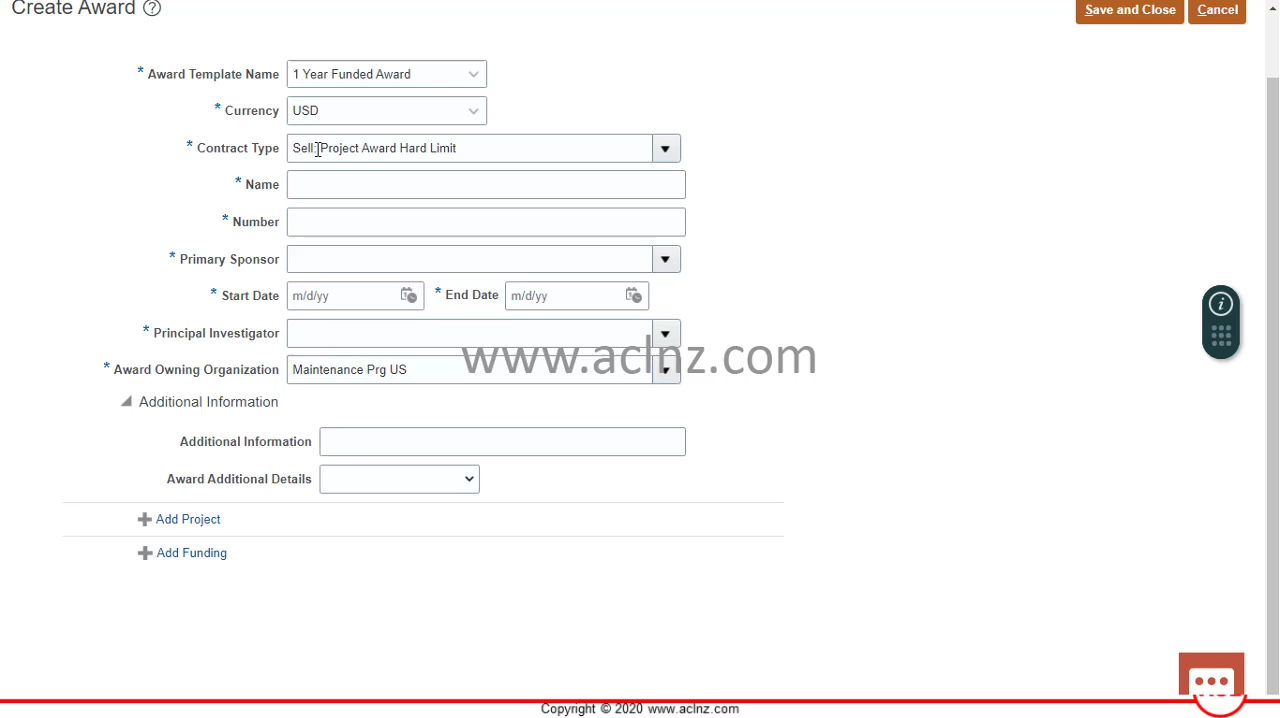 Create Award ?
Save and Close Cancel
* Award Template Name 1 Year Funded Award
* Currency USD
* Contract Type Sell: Project Award Hard Limit
* Name
* Number
* Primary Sponsor
* Start Date m/d/yy * End Date m/d/yy
* Principal Investigator
www.aclnz.com
* Award Owning Organization Maintenance Prg US
Additional Information
Additional Information
Award Additional Details
Add Project
Add Funding
Copyright © 2020 www.aclnz.com